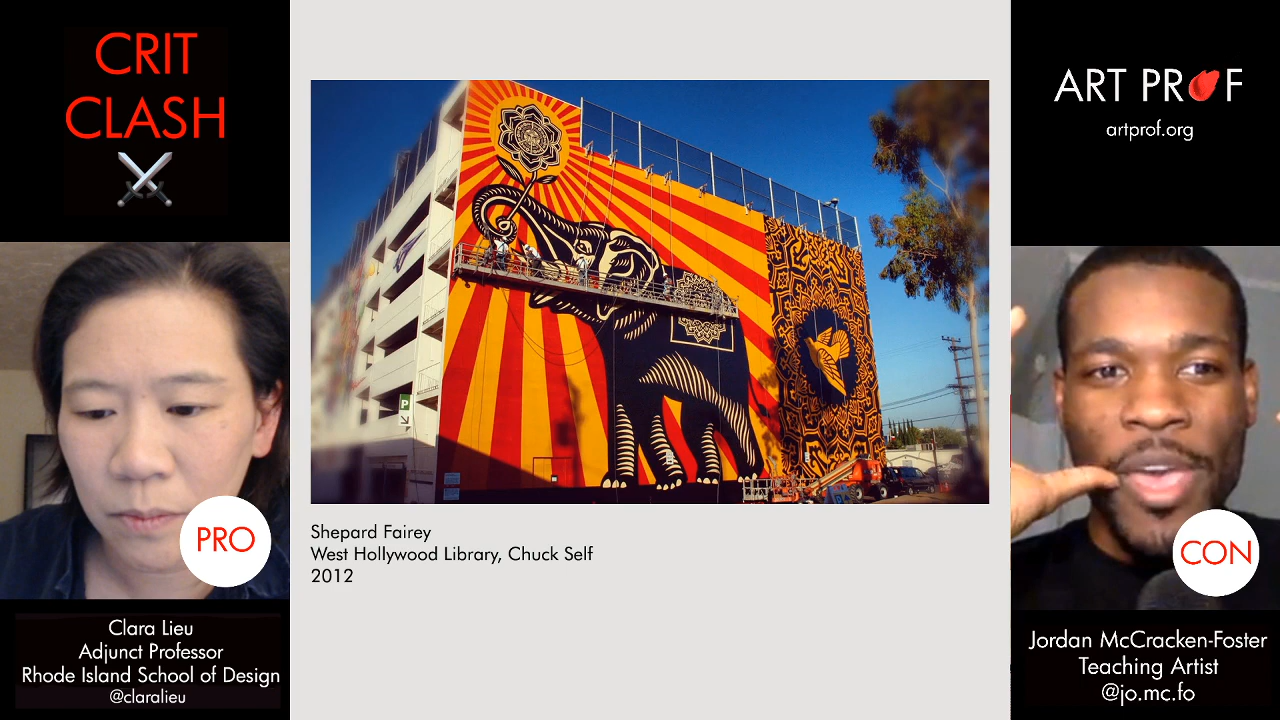 CRIT
CLASH
PRO
Clara Lieu
Adjunct Professor
Rhode Island School of Design
@claralieu
P
Shepard Fairey
West Hollywood Library, Chuck Self
2012
ART PROF
artprof.org
CON
Jordan McCracken-Foster
Teaching Artist
@jo.mc.fo